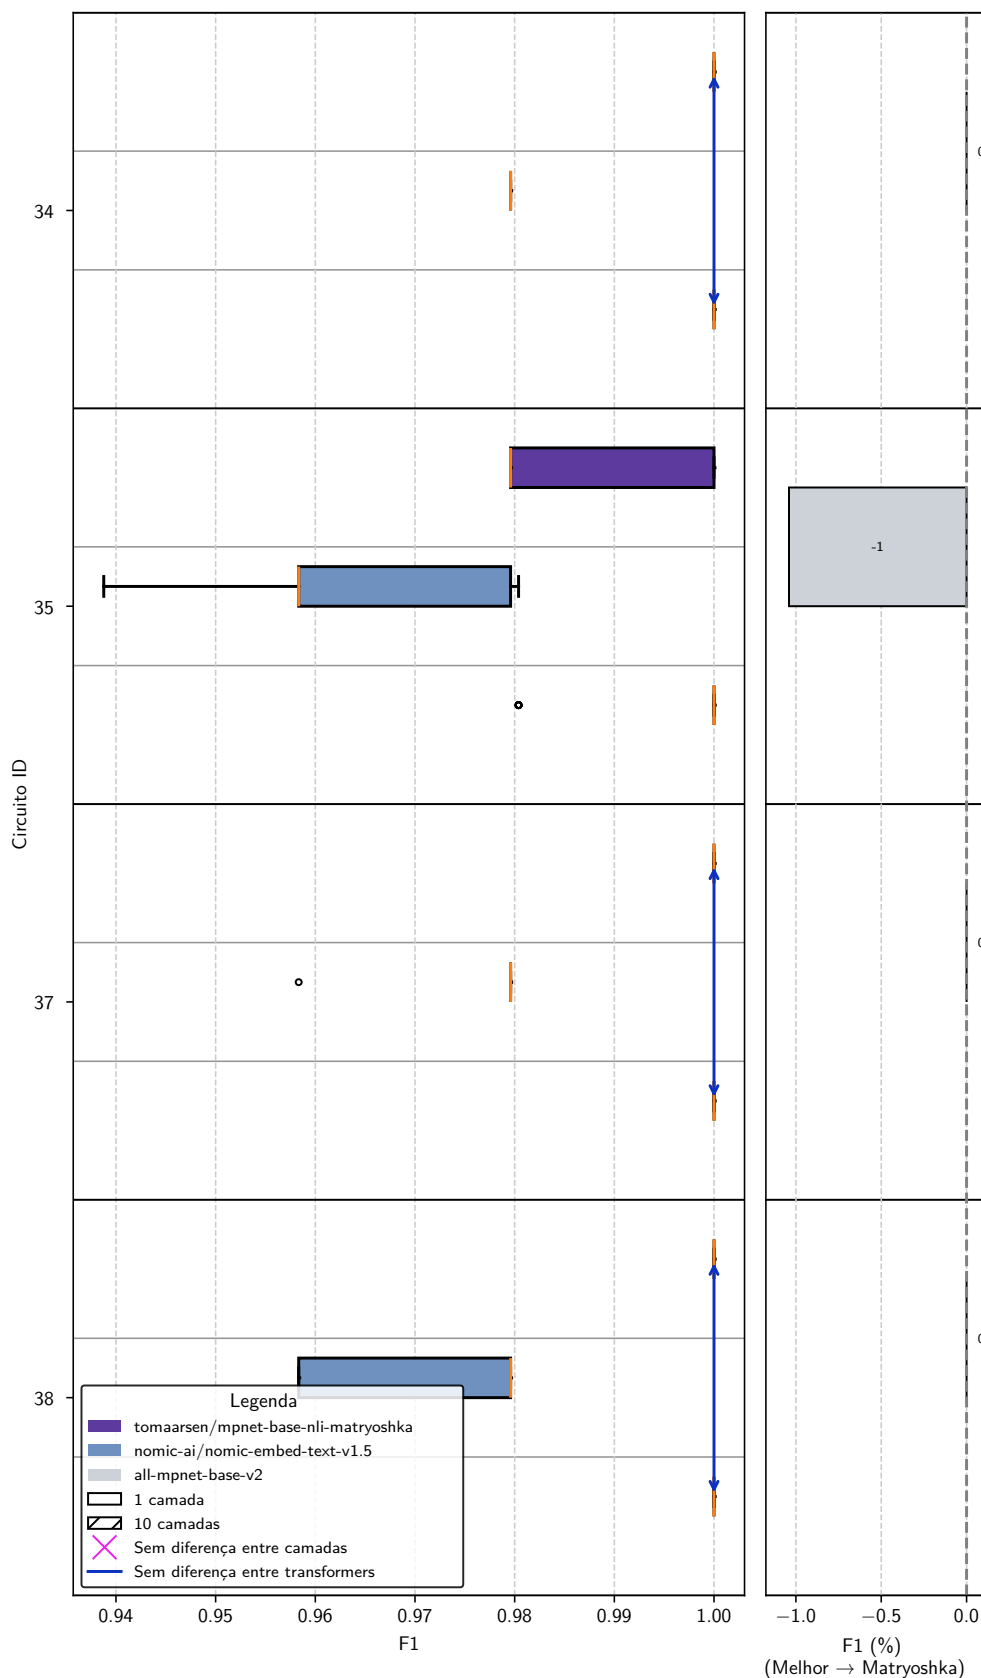 34
35
37
38
Circuito ID
-1
Legenda
tomaarsen/mpnet-base-nli-matryoshka
nomic-ai/nomic-embed-text-v1.5
all-mpnet-base-v2
1 camada
10 camadas
Sem diferença entre camadas
Sem diferença entre transformers
0.94 0.95 0.96 0.97 0.98 0.99 1.00
F1
−1.0 −0.5 0.0
F1 (%)
(Melhor → Matryoshka)